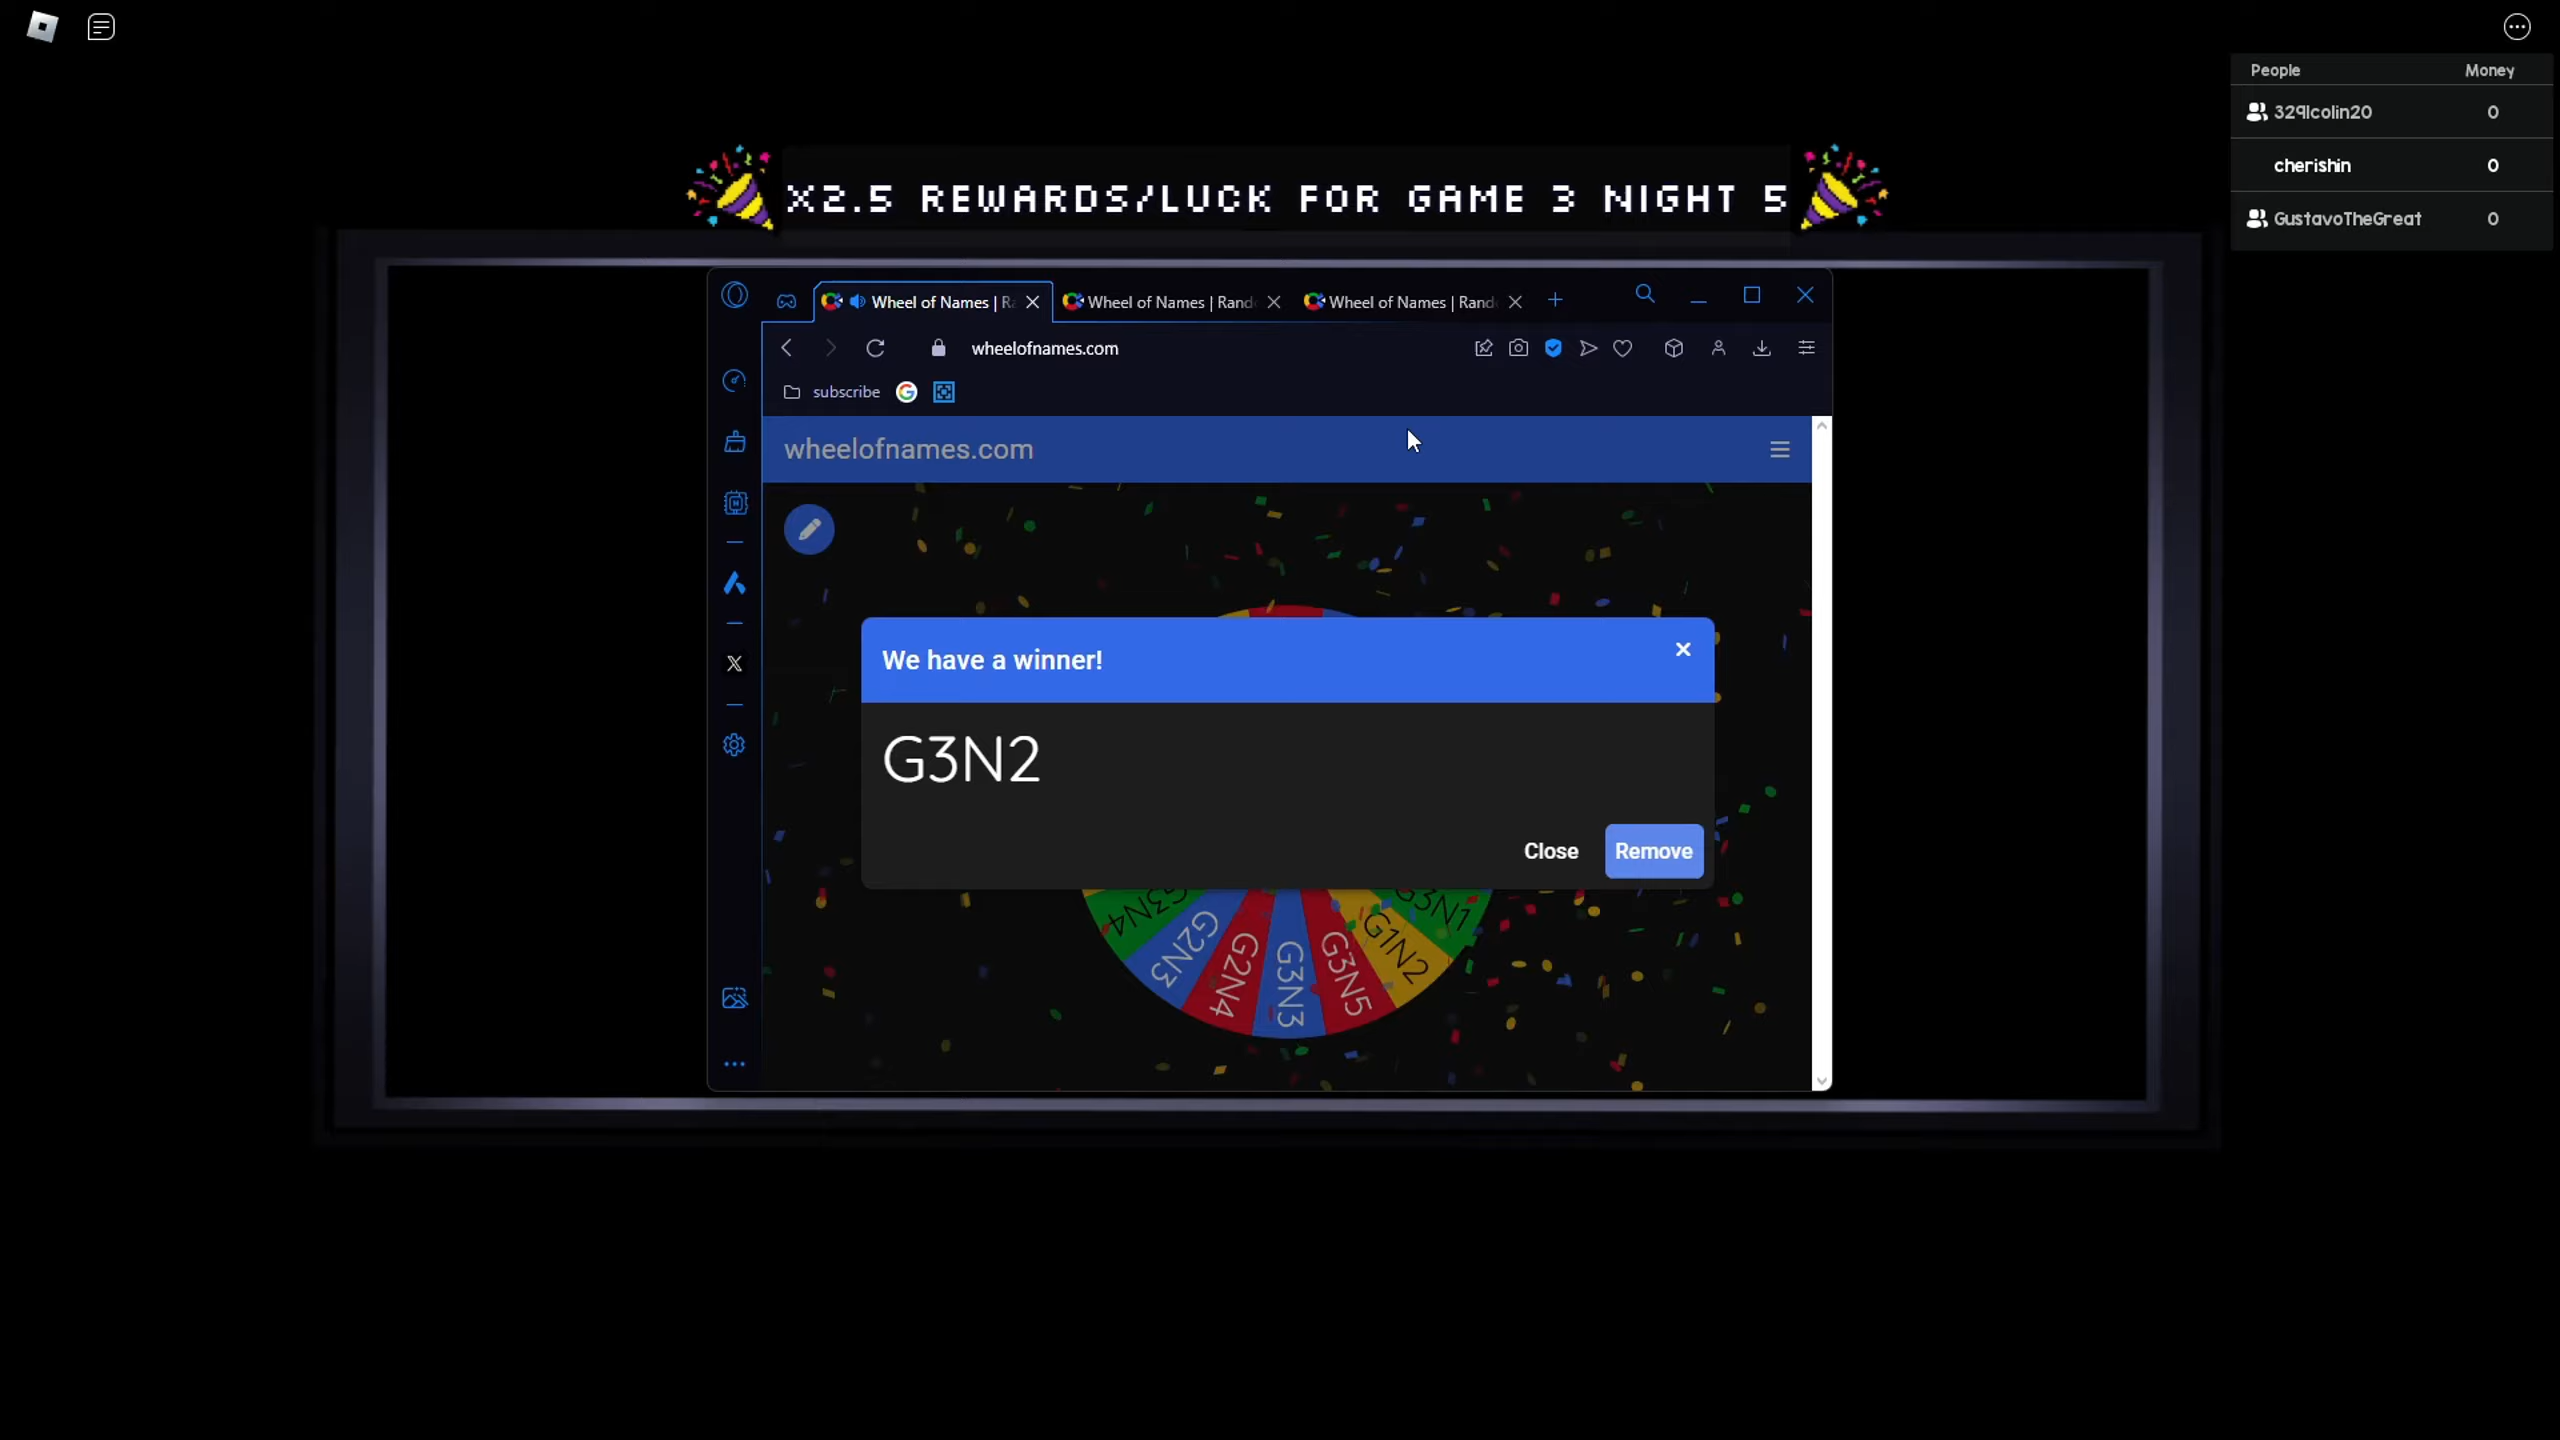 People Money
329lcolin20 0
cherishin 0
GustavoTheGreat 0
X2.5 REWARDS/LUCK FOR GAME 3 NIGHT 5
Wheel of Names | Ra
Wheel of Names | Rand
Wheel of Names | Rand
wheelofnames.com
subscribe
wheelofnames.com
We have a winner!
G3N2
Close Remove
G3N4
G2N3
G2N4
G3N3
G3N5
G1N2
G3N1